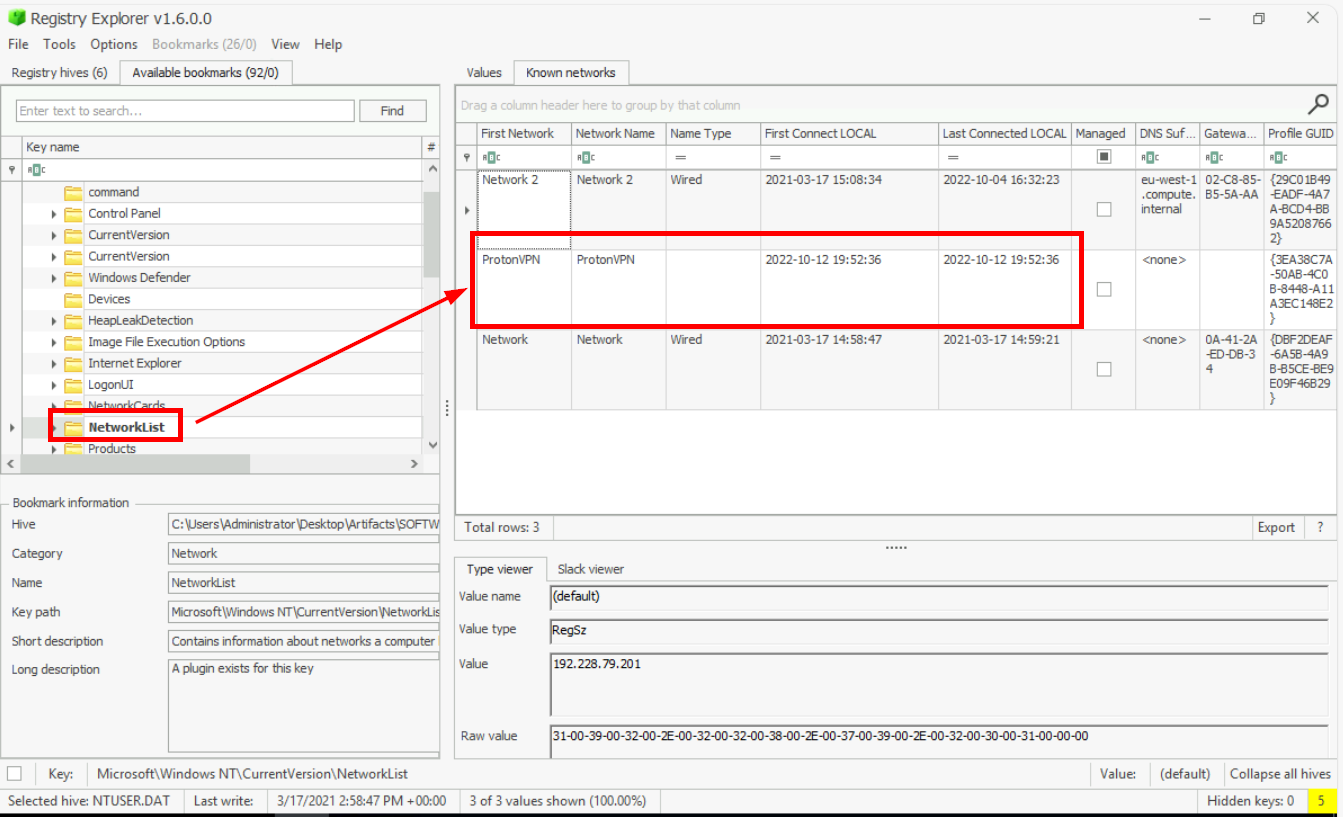 Registry Explorer v1.6.0.0
File Tools Options Bookmarks (26/0) View Help
Registry hives (6) Available bookmarks (92/0)
Enter text to search... Find
Key name #
command
Control Panel
CurrentVersion
CurrentVersion
Windows Defender
Devices
HeapLeakDetection
Image File Execution Options
Internet Explorer
LogonUI
NetworkCards
NetworkList
Products
Bookmark information
Hive C:\Users\Administrator\Desktop\Artifacts\SOFTW
Category Network
Name NetworkList
Key path Microsoft\Windows NT\CurrentVersion\NetworkLis
Short description Contains information about networks a computer
Long description A plugin exists for this key
Values Known networks
Drag a column header here to group by that column
First Network Network Name Name Type First Connect LOCAL Last Connected LOCAL Managed DNS Suf... Gatewa... Profile GUID
Network 2 Network 2 Wired 2021-03-17 15:08:34 2022-10-04 16:32:23 eu-west-1 02-C8-85- {29C01B49
.compute. B5-5A-AA -EADF-4A7
internal A-BCD4-BB
9A5208766
2}
ProtonVPN ProtonVPN 2022-10-12 19:52:36 2022-10-12 19:52:36 <none> {3EA38C7A
-50AB-4C0
B-8448-A11
A3EC148E2
}
Network Network Wired 2021-03-17 14:58:47 2021-03-17 14:59:21 <none> 0A-41-2A {DBF2DEAF
-ED-DB-3 -6A5B-4A9
4 B-B5CE-BE9
E09F46B29
}
Total rows: 3 Export ?
Type viewer Slack viewer
Value name (default)
Value type RegSz
Value 192.228.79.201
Raw value 31-00-39-00-32-00-2E-00-32-00-32-00-38-00-2E-00-37-00-39-00-2E-00-32-00-30-00-31-00-00-00
Key: Microsoft\Windows NT\CurrentVersion\NetworkList Value: (default) Collapse all hives
Selected hive: NTUSER.DAT Last write: 3/17/2021 2:58:47 PM +00:00 3 of 3 values shown (100.00%) Hidden keys: 0 5